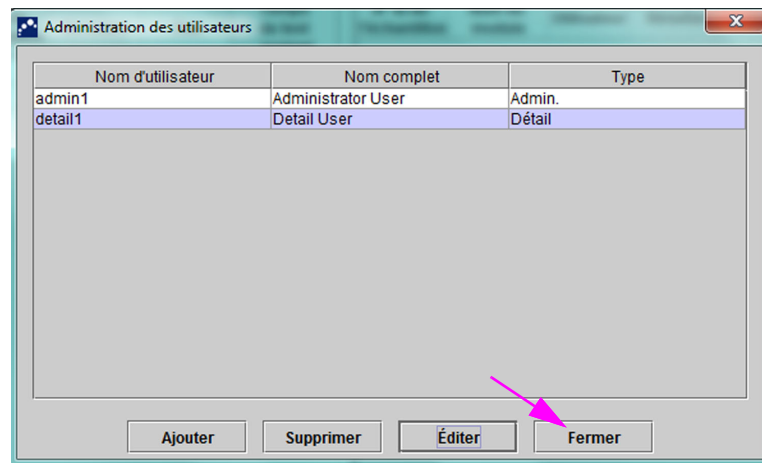 Administration des utilisateurs
Nom d'utilisateur Nom complet Type
admin1 Administrator User Admin.
detail1 Detail User Détail
Ajouter Supprimer Éditer Fermer